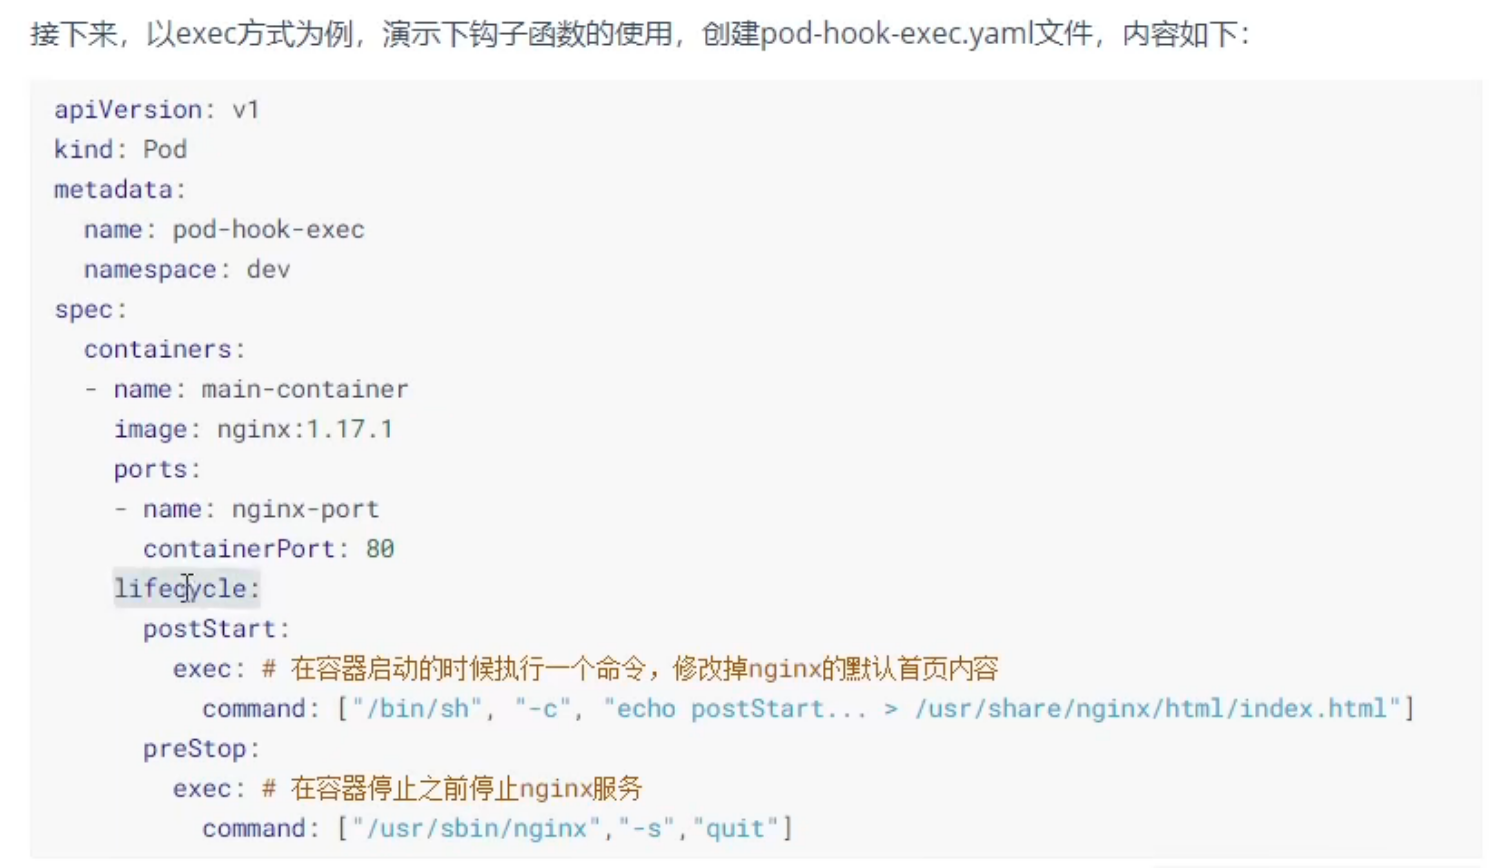 接下来，以exec方式为例，演示下钩子函数的使用，创建pod-hook-exec.yaml文件，内容如下：
apiVersion: v1
kind: Pod
metadata:
  name: pod-hook-exec
  namespace: dev
spec:
  containers:
  - name: main-container
    image: nginx:1.17.1
    ports:
    - name: nginx-port
      containerPort: 80
    lifecycle:
      postStart:
        exec: # 在容器启动的时候执行一个命令，修改掉nginx的默认首页内容
          command: ["/bin/sh", "-c", "echo postStart... > /usr/share/nginx/html/index.html"]
      preStop:
        exec: # 在容器停止之前停止nginx服务
          command: ["/usr/sbin/nginx","-s","quit"]